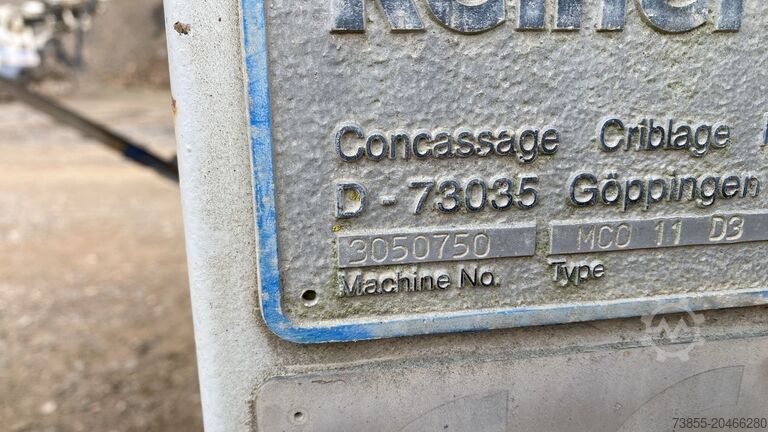 Concassage Criblage
D - 73035 Göppingen
3050750 MCO 11 D3
Machine No. Type
73855-20466280